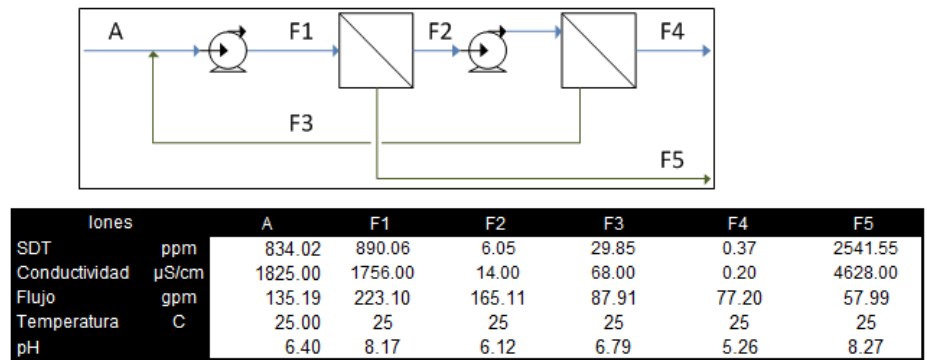 A F1 F2 F4
F3
F5
Iones A F1 F2 F3 F4 F5
SDT ppm 834.02 890.06 6.05 29.85 0.37 2541.55
Conductividad µS/cm 1825.00 1756.00 14.00 68.00 0.20 4628.00
Flujo gpm 135.19 223.10 165.11 87.91 77.20 57.99
Temperatura C 25.00 25 25 25 25 25
pH 6.40 8.17 6.12 6.79 5.26 8.27